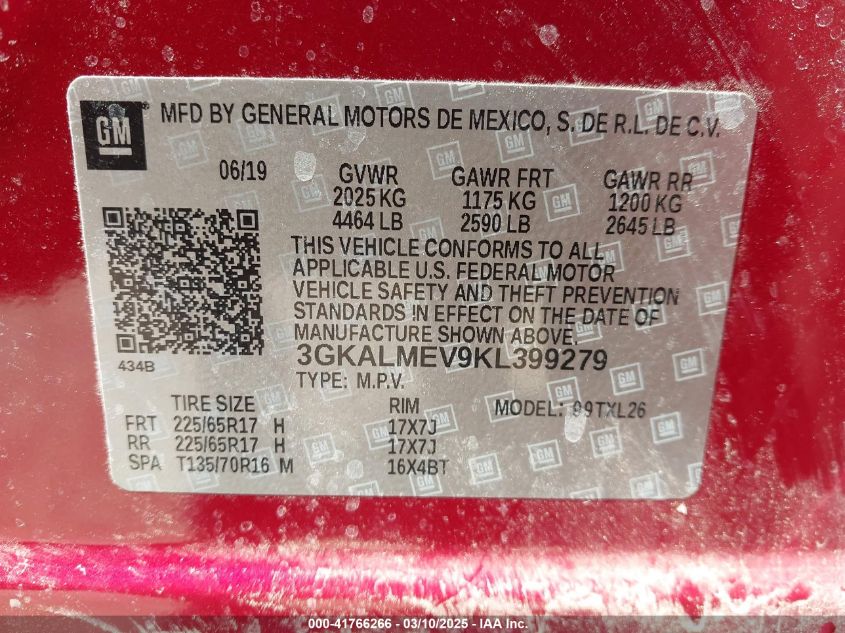 GM MFD BY GENERAL MOTORS DE MEXICO, S. DE R.L. DE C.V.
06/19 GVWR GAWR FRT GAWR RR
2025 KG 1175 KG 1200 KG
4464 LB 2590 LB 2645 LB
THIS VEHICLE CONFORMS TO ALL
APPLICABLE U.S. FEDERAL MOTOR
VEHICLE SAFETY AND THEFT PREVENTION
STANDARDS IN EFFECT ON THE DATE OF
MANUFACTURE SHOWN ABOVE.
434B
3GKALMEV9KL399279
TYPE: M.P.V.
TIRE SIZE RIM MODEL: 99TXL26
FRT 225/65R17 H 17X7J
RR 225/65R17 H 17X7J
SPA T135/70R16 M 16X4BT
000-41766266 - 03/10/2025 - IAA Inc.